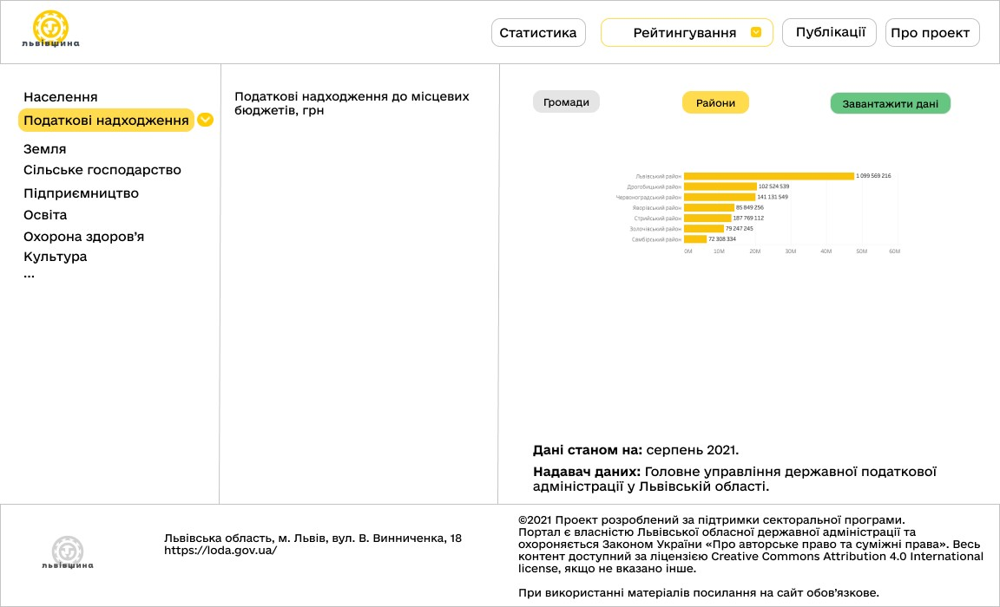 львівщина
Статистика
Рейтингування
Публікації
Про проект
Населення
Податкові надходження
Земля
Сільське господарство
Підприємництво
Освіта
Охорона здоров’я
Культура
...
Податкові надходження до місцевих
бюджетів, грн
Громади
Райони
Завантажити дані
Львівський район 1 099 569 216
Дрогобицький район 102 524 539
Червоноградський район 141 131 549
Яворівський район 85 849 256
Стрийський район 187 769 112
Золочівський район 79 247 245
Самбірський район 72 308 334
0M 10M 20M 30M 40M 50M 60M
Дані станом на: серпень 2021.
Надавач даних: Головне управління державної податкової
адміністрації у Львівській області.
львівщина
Львівська область, м. Львів, вул. В. Винниченка, 18
https://loda.gov.ua/
©2021 Проект розроблений за підтримки секторальної програми.
Портал є власністю Львівської обласної державної адміністрації та
охороняється Законом України «Про авторське право та суміжні права». Весь
контент доступний за ліцензією Creative Commons Attribution 4.0 International
license, якщо не вказано інше.
При використанні матеріалів посилання на сайт обов’язкове.